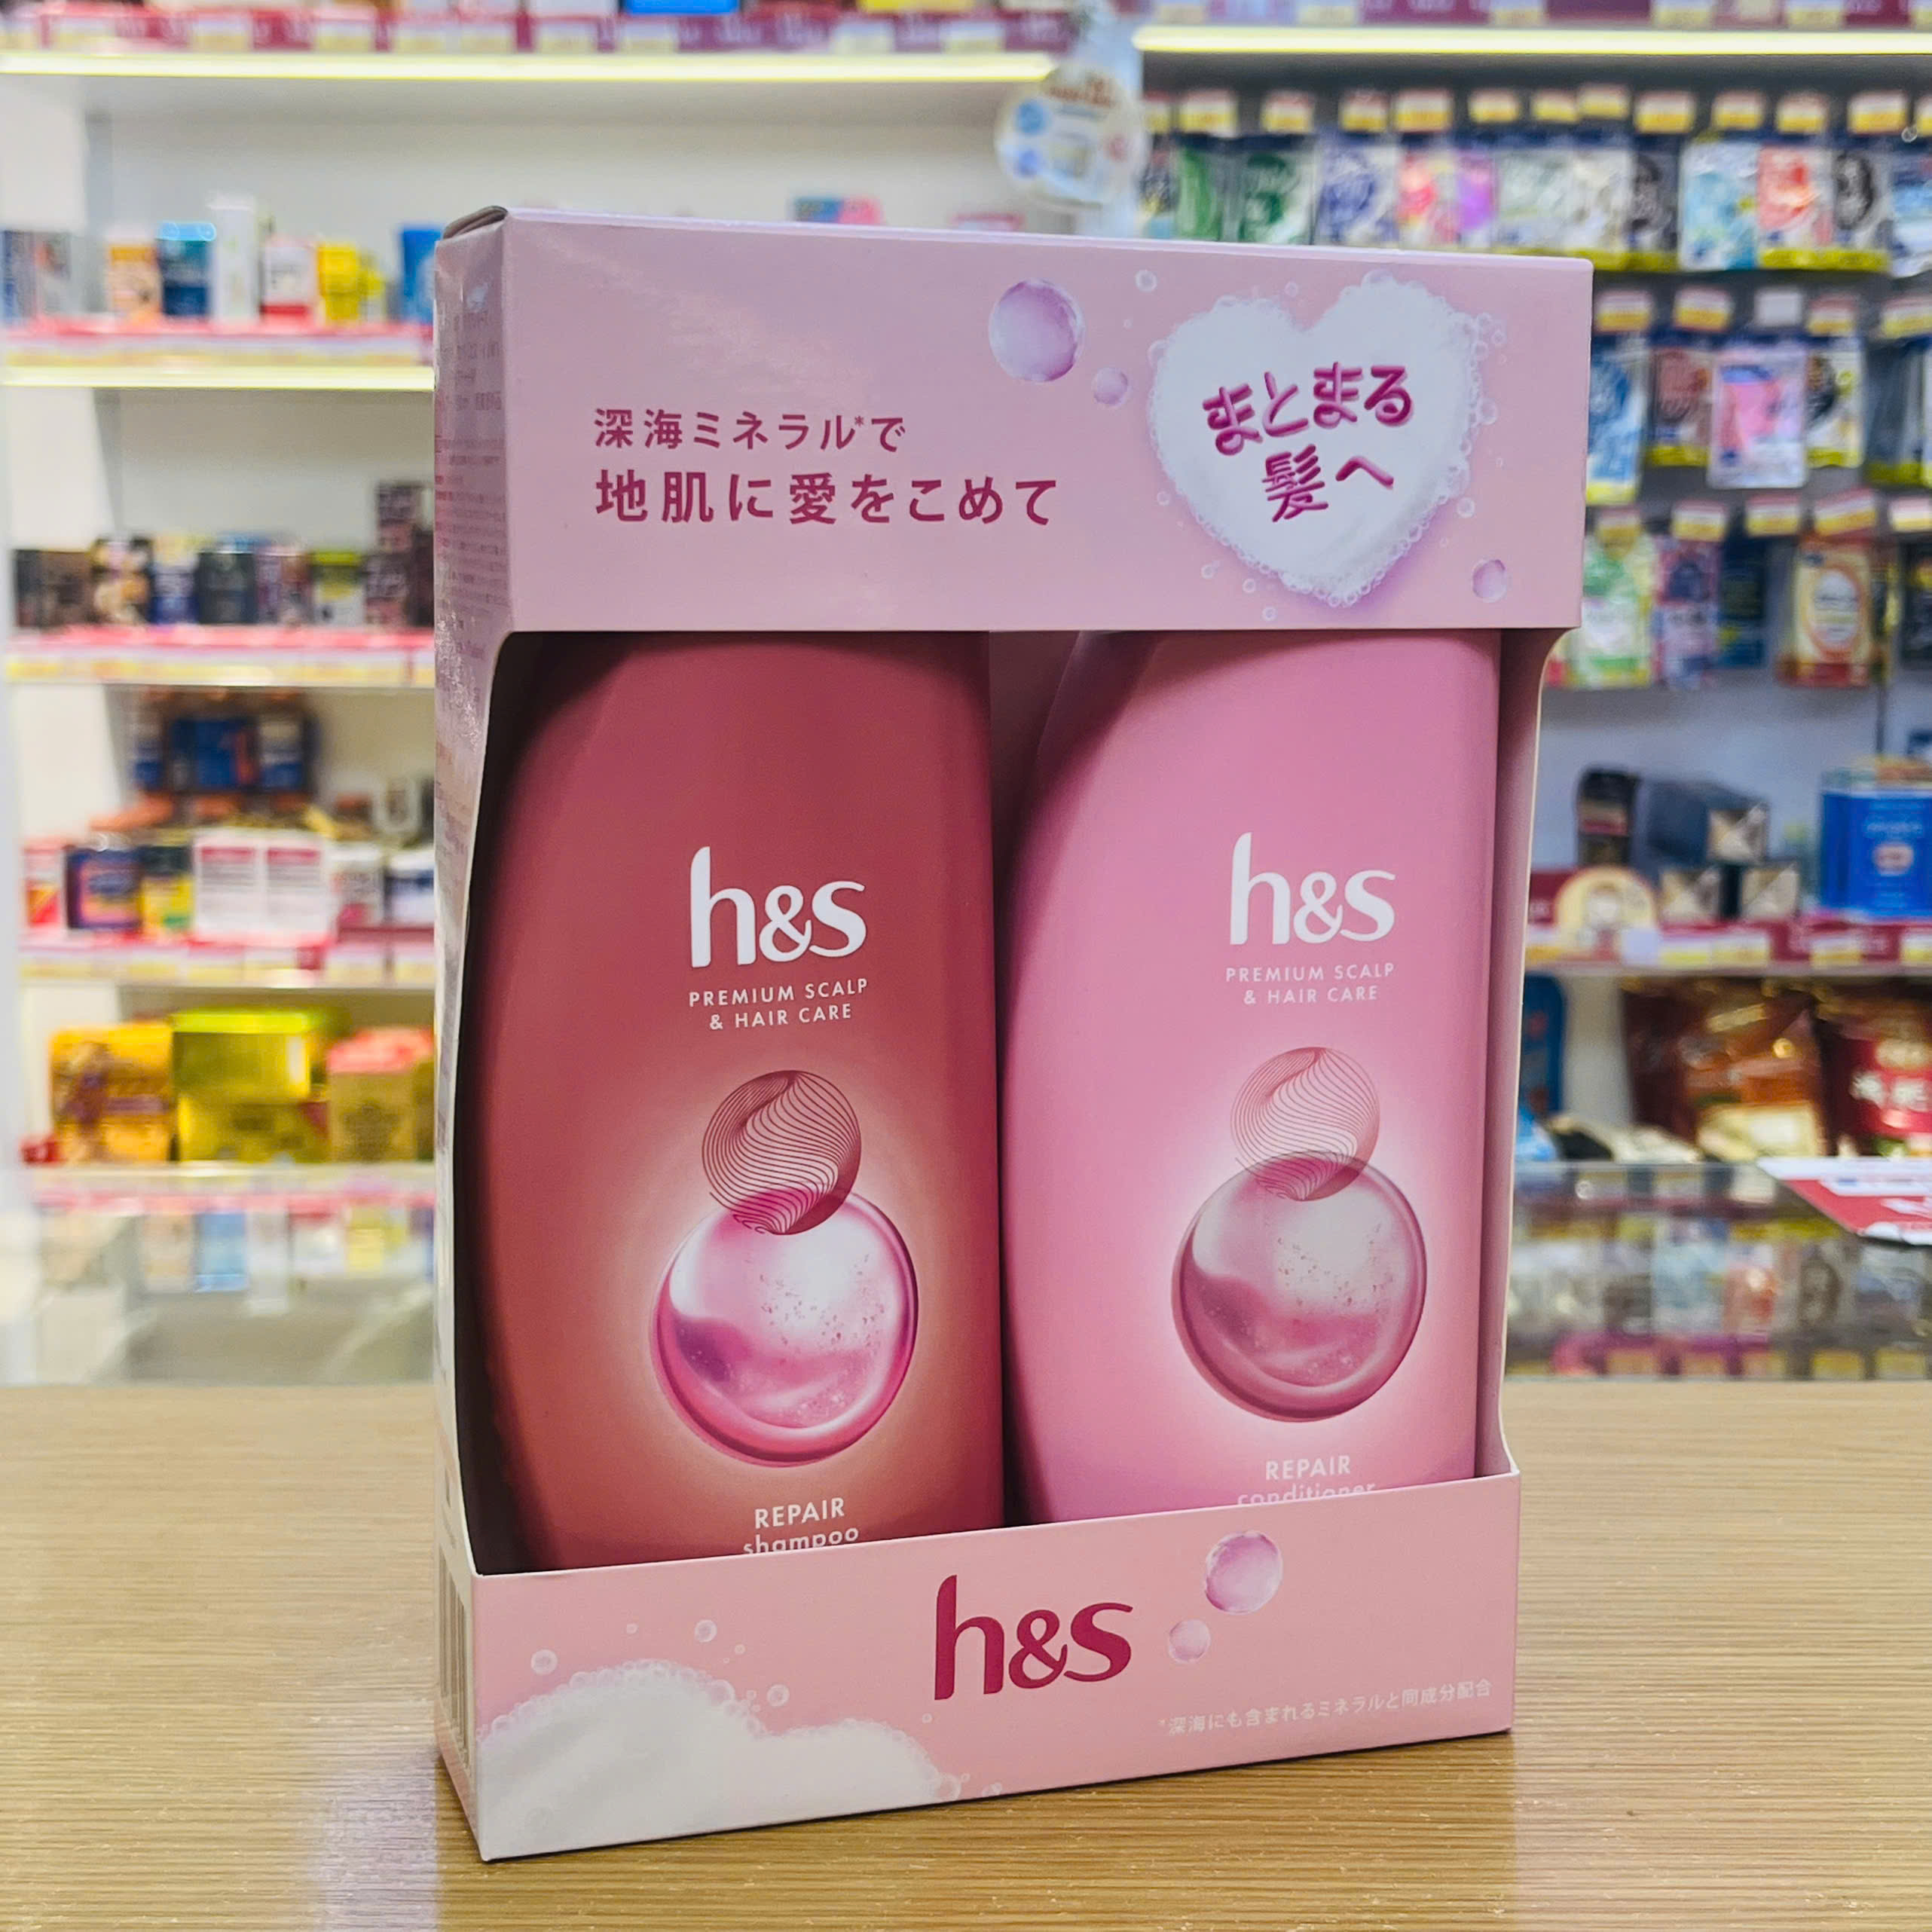 深海ミネラル*で
地肌に愛をこめて
まとまる
髪へ
h&s
PREMIUM SCALP
& HAIR CARE
REPAIR
shampoo
h&s
PREMIUM SCALP
& HAIR CARE
REPAIR
conditioner
h&s
*深海にも含まれるミネラルと同成分配合